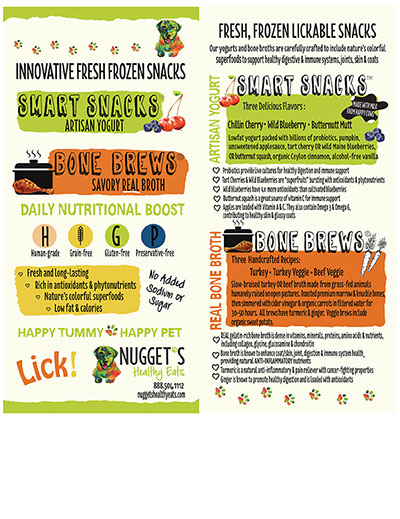 INNOVATIVE FRESH FROZEN SNACKS
SMART SNACKS
ARTISAN YOGURT
BONE BREWS®
SAVORY REAL BROTH
DAILY NUTRITIONAL BOOST
H G G P
Human-grade Grain-free Gluten-free Preservative-free
Fresh and long-lasting
Rich in antioxidants & phytonutrients
Nature's colorful superfoods
Low fat & calories
No Added
Sodium or
Sugar
HAPPY TUMMY HAPPY PET
Lick!
NUGGET'S
Healthy Eats
888.504.1112
nuggetshealthyeats.com
FRESH, FROZEN LICKABLE SNACKS
Our yogurts and bone broths are carefully crafted to include nature's colorful
superfoods to support healthy digestive & immune systems, joints, skin & coats
ARTISAN YOGURT
SMART SNACKS™
Three Delicious Flavors:
MADE WITH MILK
FROM HAPPY COWS
Chillin Cherry • Wild Blueberry • Butternutt Mutt
Lowfat yogurt packed with billions of probiotics, pumpkin,
unsweetened applesauce, tart cherry OR wild Maine blueberries,
OR butternut squash, organic Ceylon cinnamon, alcohol-free vanilla
Probiotics provide live cultures for healthy digestion and immune support
Tart Cherries & Wild Blueberries are "superfruits" bursting with antioxidants & phytonutrients
Wild blueberries have 4x more antioxidants than cultivated blueberries
Butternut squash is a great source of vitamin C for immune support
Apples are loaded with Vitamin A & C. They also contain Omega 3 & Omega 6,
contributing to healthy skin & glossy coats
REAL BONE BROTH
BONE BREWS®
Three Handcrafted Recipes:
Turkey • Turkey Veggie • Beef Veggie
Slow-braised turkey OR beef bones made from grass-fed animals
humanely raised on open pastures. Roasted premium marrow & knuckle bones,
then simmered with cider vinegar & organic carrots in filtered water for
30-50 hours. All brews have turmeric & ginger. Veggie brews include
organic sweet potato.
REAL gelatin-rich bone broth is dense in vitamins, minerals, proteins, amino acids & nutrients,
including collagen, glycine, glucosamine & chondroitin
Bone broth is known to enhance coat/skin, joint, digestion & immune system health,
providing natural ANTI-INFLAMMATORY nutrients
Turmeric is a natural anti-inflammatory & pain reliever with cancer-fighting properties
Ginger is known to promote healthy digestion and is loaded with antioxidants